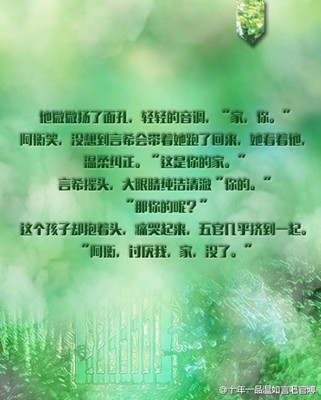 他微微扬了面孔，轻轻的音调，“家，你。”
阿衡笑，没想到言希会带着她跑了回来，她看着他，
温柔纠正。“这是你的家。”
言希摇头，大眼睛纯洁清澈“你的。”
“那你的呢？”
这个孩子却抱着头，痛哭起来，五官几乎挤到一起。
“阿衡，讨厌我，家，没了。”
@十年一品温如言吧官博